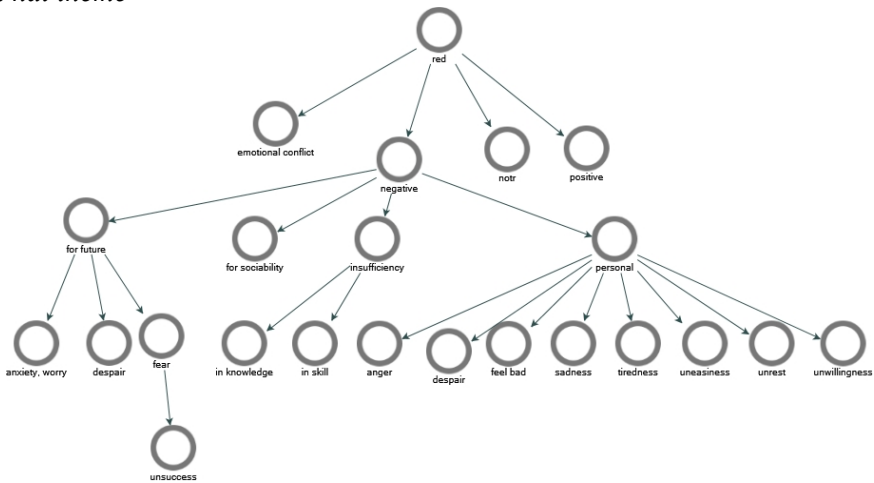 red
emotional conflict
notr
positive
negative
for future
for sociability
insufficiency
personal
anxiety, worry
despair
fear
in knowledge
in skill
anger
despair
feel bad
sadness
tiredness
uneasiness
unrest
unwillingness
unsuccess